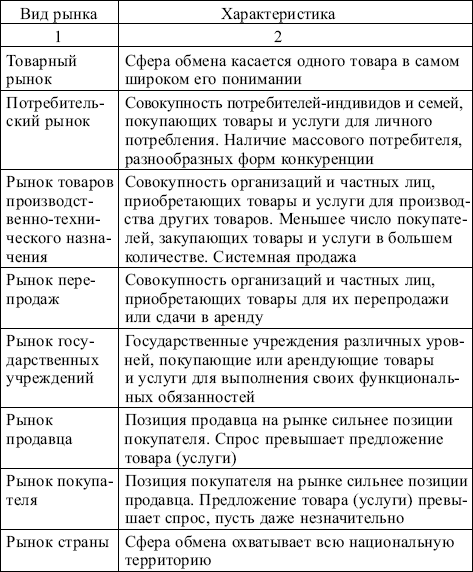 Вид рынка Характеристика
1 2
Товарный Сфера обмена касается одного товара в самом
рынок широком его понимании
Потребитель- Совокупность потребителей-индивидов и семей,
ский рынок покупающих товары и услуги для личного
потребления. Наличие массового потребителя,
разнообразных форм конкуренции
Рынок товаров Совокупность организаций и частных лиц,
производст- приобретающих товары и услуги для производ-
венно-техни- ства других товаров. Меньшее число покупате-
ческого назна- лей, закупающих товары и услуги в большем
чения количестве. Системная продажа
Рынок пере- Совокупность организаций и частных лиц,
продаж приобретающих товары для их перепродажи
или сдачи в аренду
Рынок госу- Государственные учреждения различных уров-
дарственных ней, покупающие или арендующие товары
учреждений и услуги для выполнения своих функциональ-
ных обязанностей
Рынок Позиция продавца на рынке сильнее позиции
продавца покупателя. Спрос превышает предложение
товара (услуги)
Рынок покупа- Позиция покупателя на рынке сильнее позиции
теля продавца. Предложение товара (услуги) превы-
шает спрос, пусть даже незначительно
Рынок страны Сфера обмена охватывает всю национальную
территорию